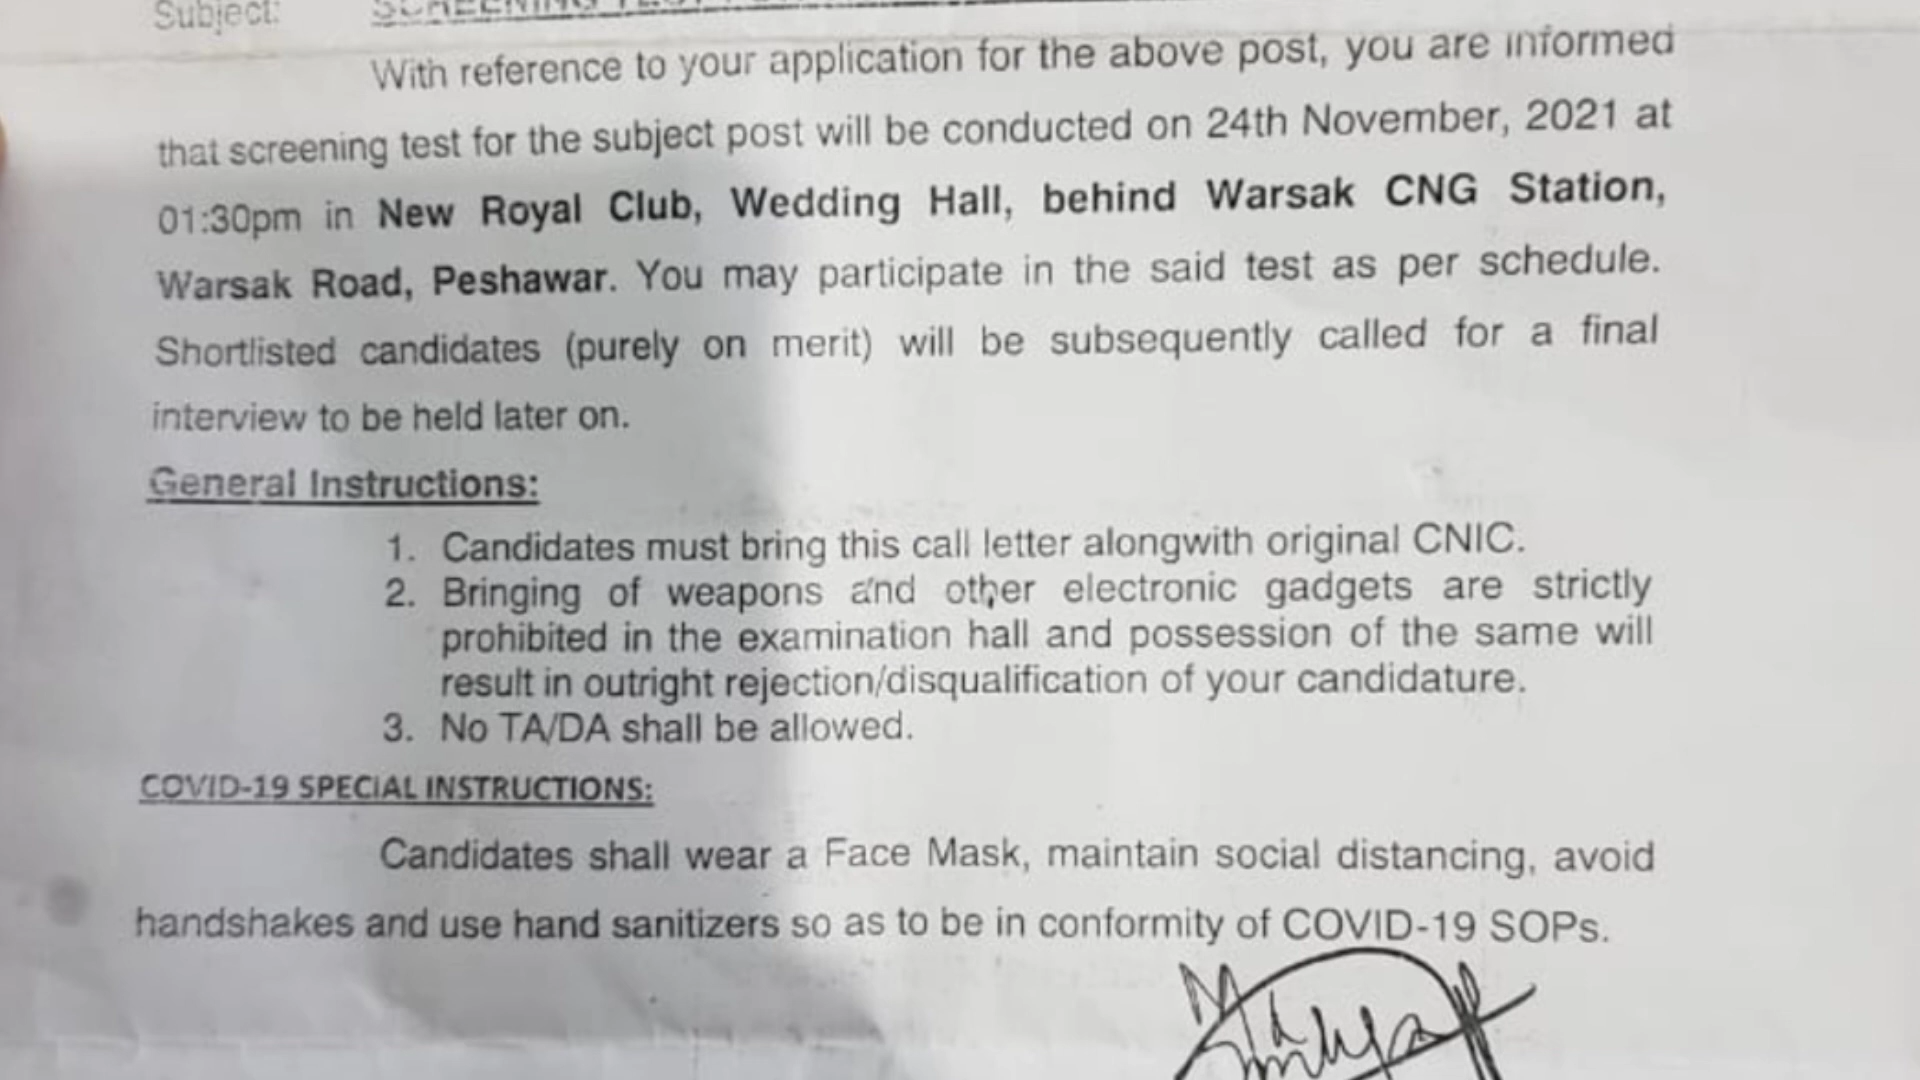 Subject: SCREENING TEST
With reference to your application for the above post, you are informed
that screening test for the subject post will be conducted on 24th November, 2021 at
01:30pm in New Royal Club, Wedding Hall, behind Warsak CNG Station,
Warsak Road, Peshawar. You may participate in the said test as per schedule.
Shortlisted candidates (purely on merit) will be subsequently called for a final
interview to be held later on.
General Instructions:
1. Candidates must bring this call letter alongwith original CNIC.
2. Bringing of weapons and other electronic gadgets are strictly
prohibited in the examination hall and possession of the same will
result in outright rejection/disqualification of your candidature.
3. No TA/DA shall be allowed.
COVID-19 SPECIAL INSTRUCTIONS:
Candidates shall wear a Face Mask, maintain social distancing, avoid
handshakes and use hand sanitizers so as to be in conformity of COVID-19 SOPs.